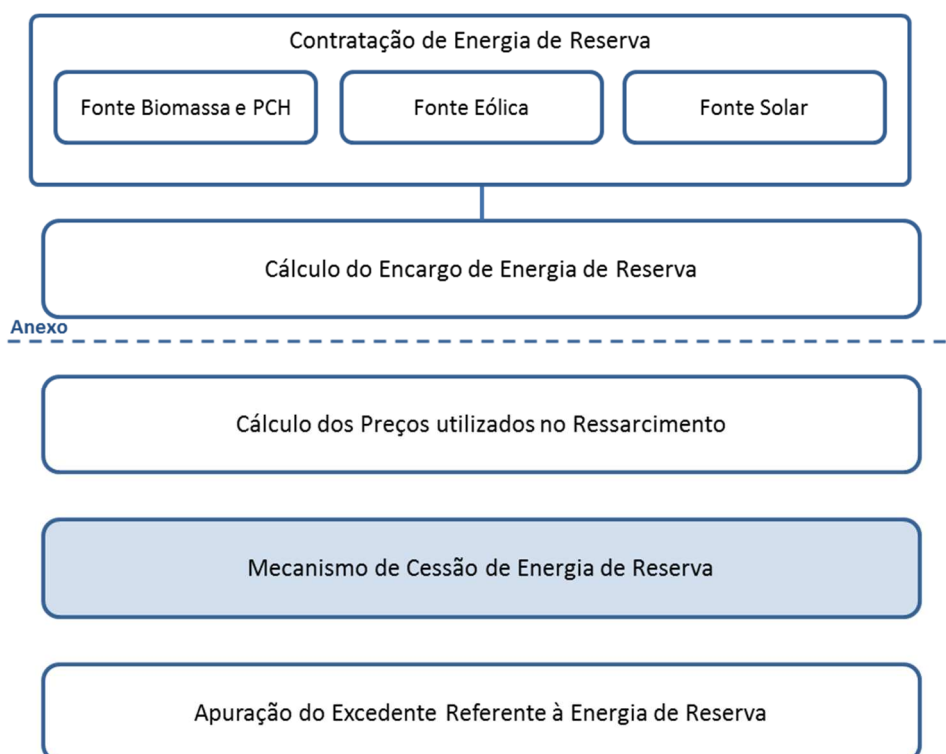 Contratação de Energia de Reserva
Fonte Biomassa e PCH
Fonte Eólica
Fonte Solar
Cálculo do Encargo de Energia de Reserva
Anexo
Cálculo dos Preços utilizados no Ressarcimento
Mecanismo de Cessão de Energia de Reserva
Apuração do Excedente Referente à Energia de Reserva